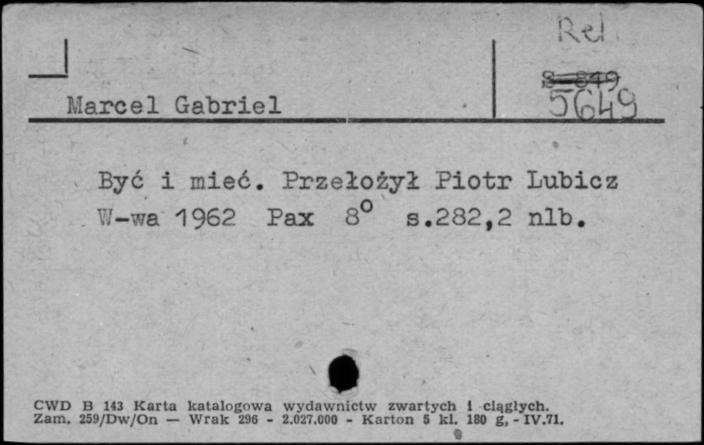 Rel
S-849
5649
Marcel Gabriel
Być i mieć. Przełożył Piotr Lubicz
W-wa 1962 Pax 8° s.282,2 nlb.
CWD B 143 Karta katalogowa wydawnictw zwartych i ciągłych.
Zam. 259/Dw/On — Wrak 296 - 2.027.000 - Karton 5 kl. 180 g, - IV.71.